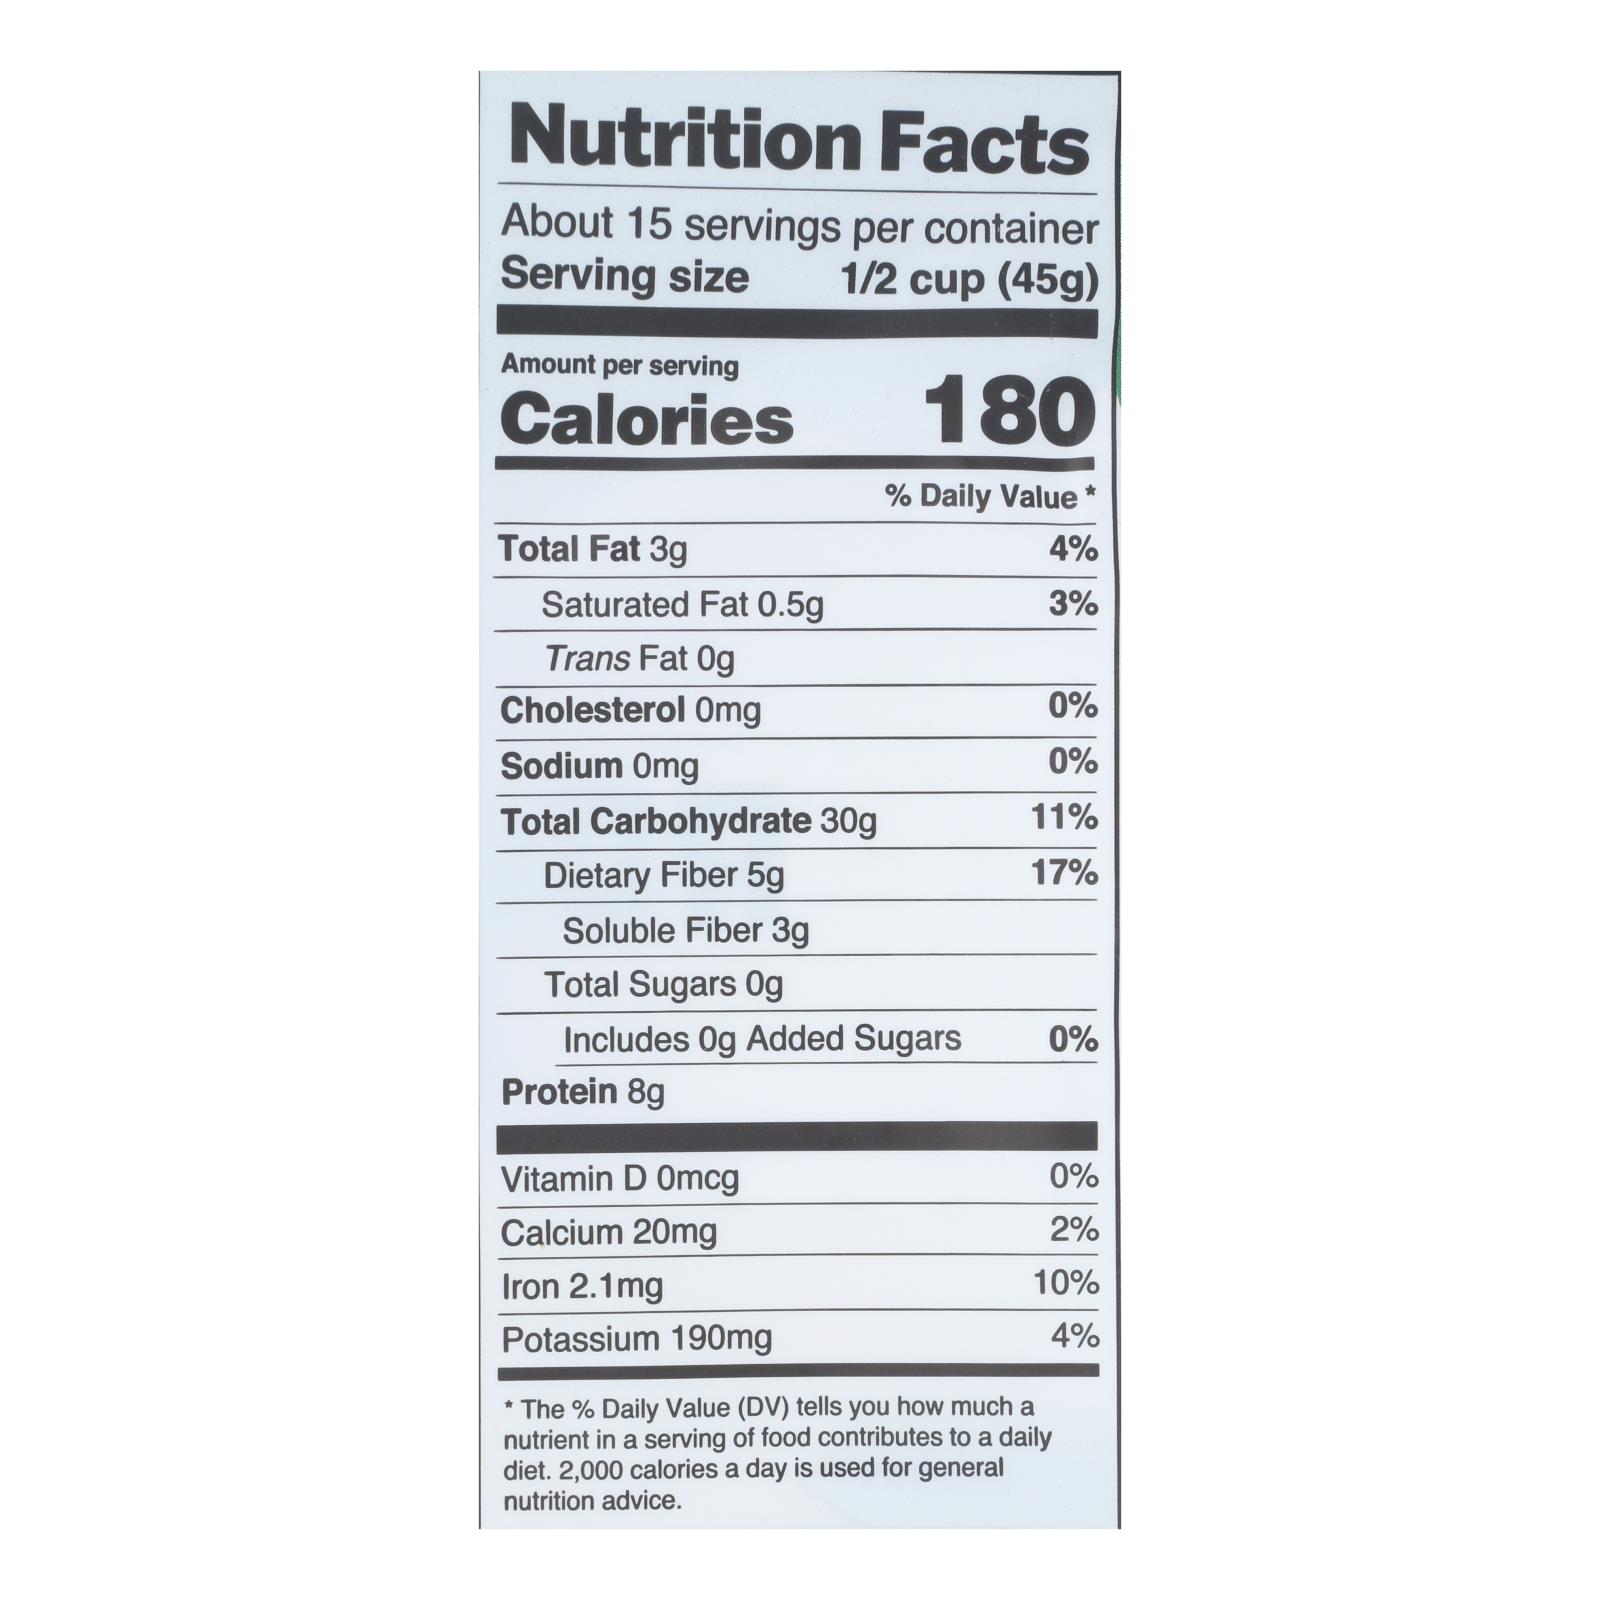 Nutrition Facts
About 15 servings per container
Serving size 1/2 cup (45g)
Amount per serving
Calories 180
% Daily Value *
Total Fat 3g 4%
Saturated Fat 0.5g 3%
Trans Fat 0g
Cholesterol 0mg 0%
Sodium 0mg 0%
Total Carbohydrate 30g 11%
Dietary Fiber 5g 17%
Soluble Fiber 3g
Total Sugars 0g
Includes 0g Added Sugars 0%
Protein 8g
Vitamin D 0mcg 0%
Calcium 20mg 2%
Iron 2.1mg 10%
Potassium 190mg 4%
* The % Daily Value (DV) tells you how much a
nutrient in a serving of food contributes to a daily
diet. 2,000 calories a day is used for general
nutrition advice.